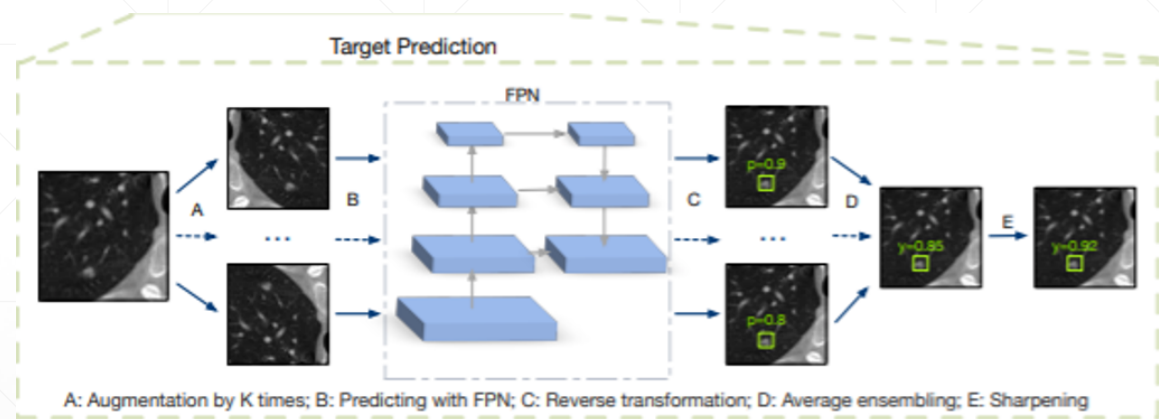 Target Prediction
FPN
A
B
C
D
E
p=0.9
p=0.8
y=0.85
y=0.92
...
...
A: Augmentation by K times; B: Predicting with FPN; C: Reverse transformation; D: Average ensembling; E: Sharpening